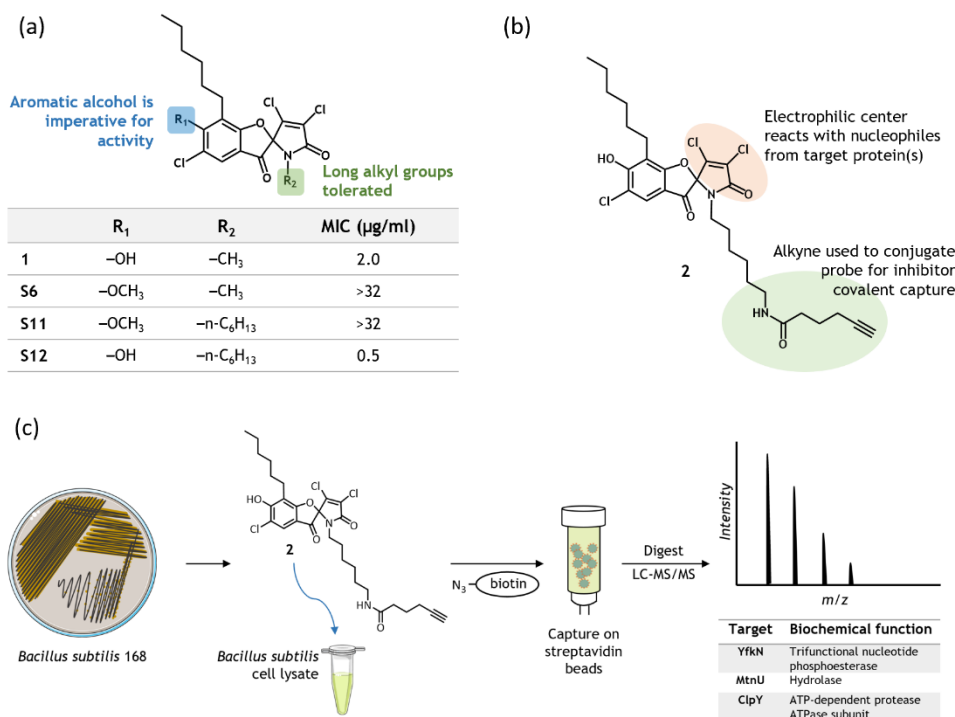 (a)
Aromatic alcohol is
imperative for
activity
R₁
O
Cl
Cl
Cl
O
N
O
R₂
Long alkyl groups
tolerated
R₁ R₂ MIC (µg/ml)
1 –OH –CH₃ 2.0
S6 –OCH₃ –CH₃ >32
S11 –OCH₃ –n-C₆H₁₃ >32
S12 –OH –n-C₆H₁₃ 0.5
(b)
HO
O
Cl
Cl
Cl
O
N
O
Electrophilic center
reacts with nucleophiles
from target protein(s)
2
Alkyne used to conjugate
probe for inhibitor
covalent capture
HN
O
(c)
Bacillus subtilis 168
HO
O
Cl
Cl
Cl
O
N
O
2
HN
O
Bacillus subtilis
cell lysate
N₃ biotin
Capture on
streptavidin
beads
Digest
LC-MS/MS
Intensity
m/z
Target Biochemical function
YfkN Trifunctional nucleotide
phosphoesterase
MtnU Hydrolase
ClpY ATP-dependent protease
ATPase subunit